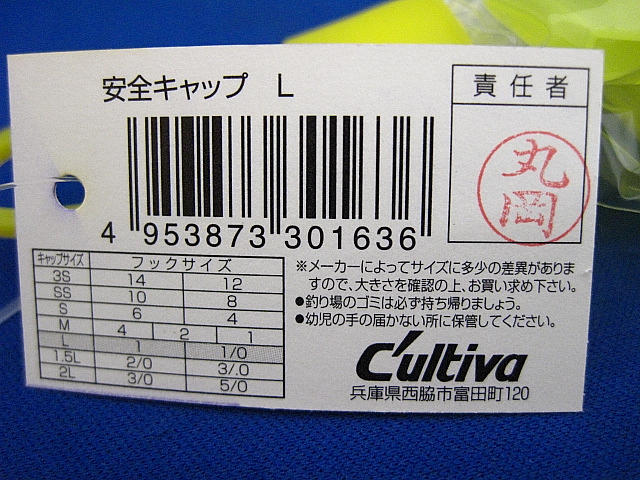 安全キャップ L
責任者
丸岡
4 953873 301636
キャップサイズ フックサイズ
3S 14 12
SS 10 8
S 6 4
M 4 2 1
L 1 1/0
1.5L 2/0 3/.0
2L 3/0 5/0
※メーカーによってサイズに多少の差異がありま
すので、大きさを確認の上、お買い求め下さい。
●釣り場のゴミは必ず持ち帰りましょう。
●幼児の手の届かない所に保管してください。
C'ultiva
兵庫県西脇市富田町120